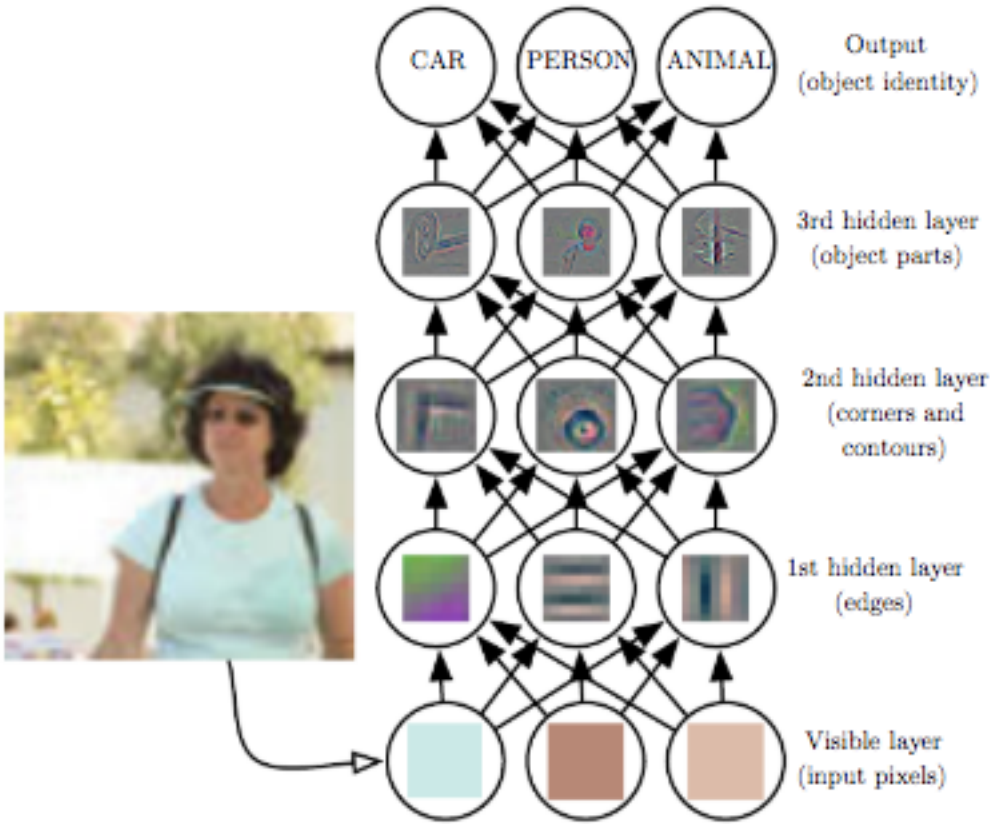 CAR
PERSON
ANIMAL
Output
(object identity)
3rd hidden layer
(object parts)
2nd hidden layer
(corners and
contours)
1st hidden layer
(edges)
Visible layer
(input pixels)